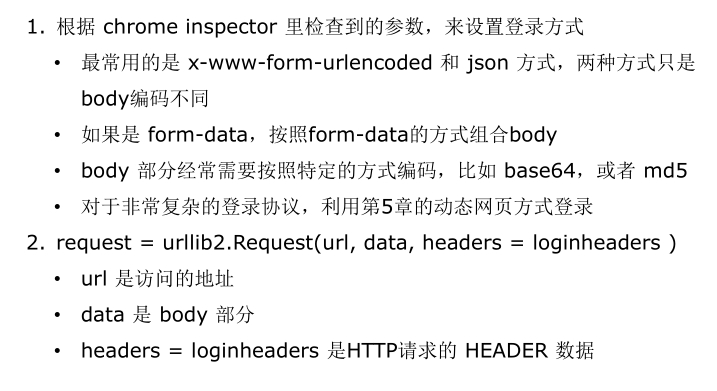 1. 根据 chrome inspector 里检查到的参数，来设置登录方式
• 最常用的是 x-www-form-urlencoded 和 json 方式，两种方式只是
body编码不同
• 如果是 form-data，按照form-data的方式组合body
• body 部分经常需要按照特定的方式编码，比如 base64，或者 md5
• 对于非常复杂的登录协议，利用第5章的动态网页方式登录
2. request = urllib2.Request(url, data, headers = loginheaders )
• url 是访问的地址
• data 是 body 部分
• headers = loginheaders 是HTTP请求的 HEADER 数据